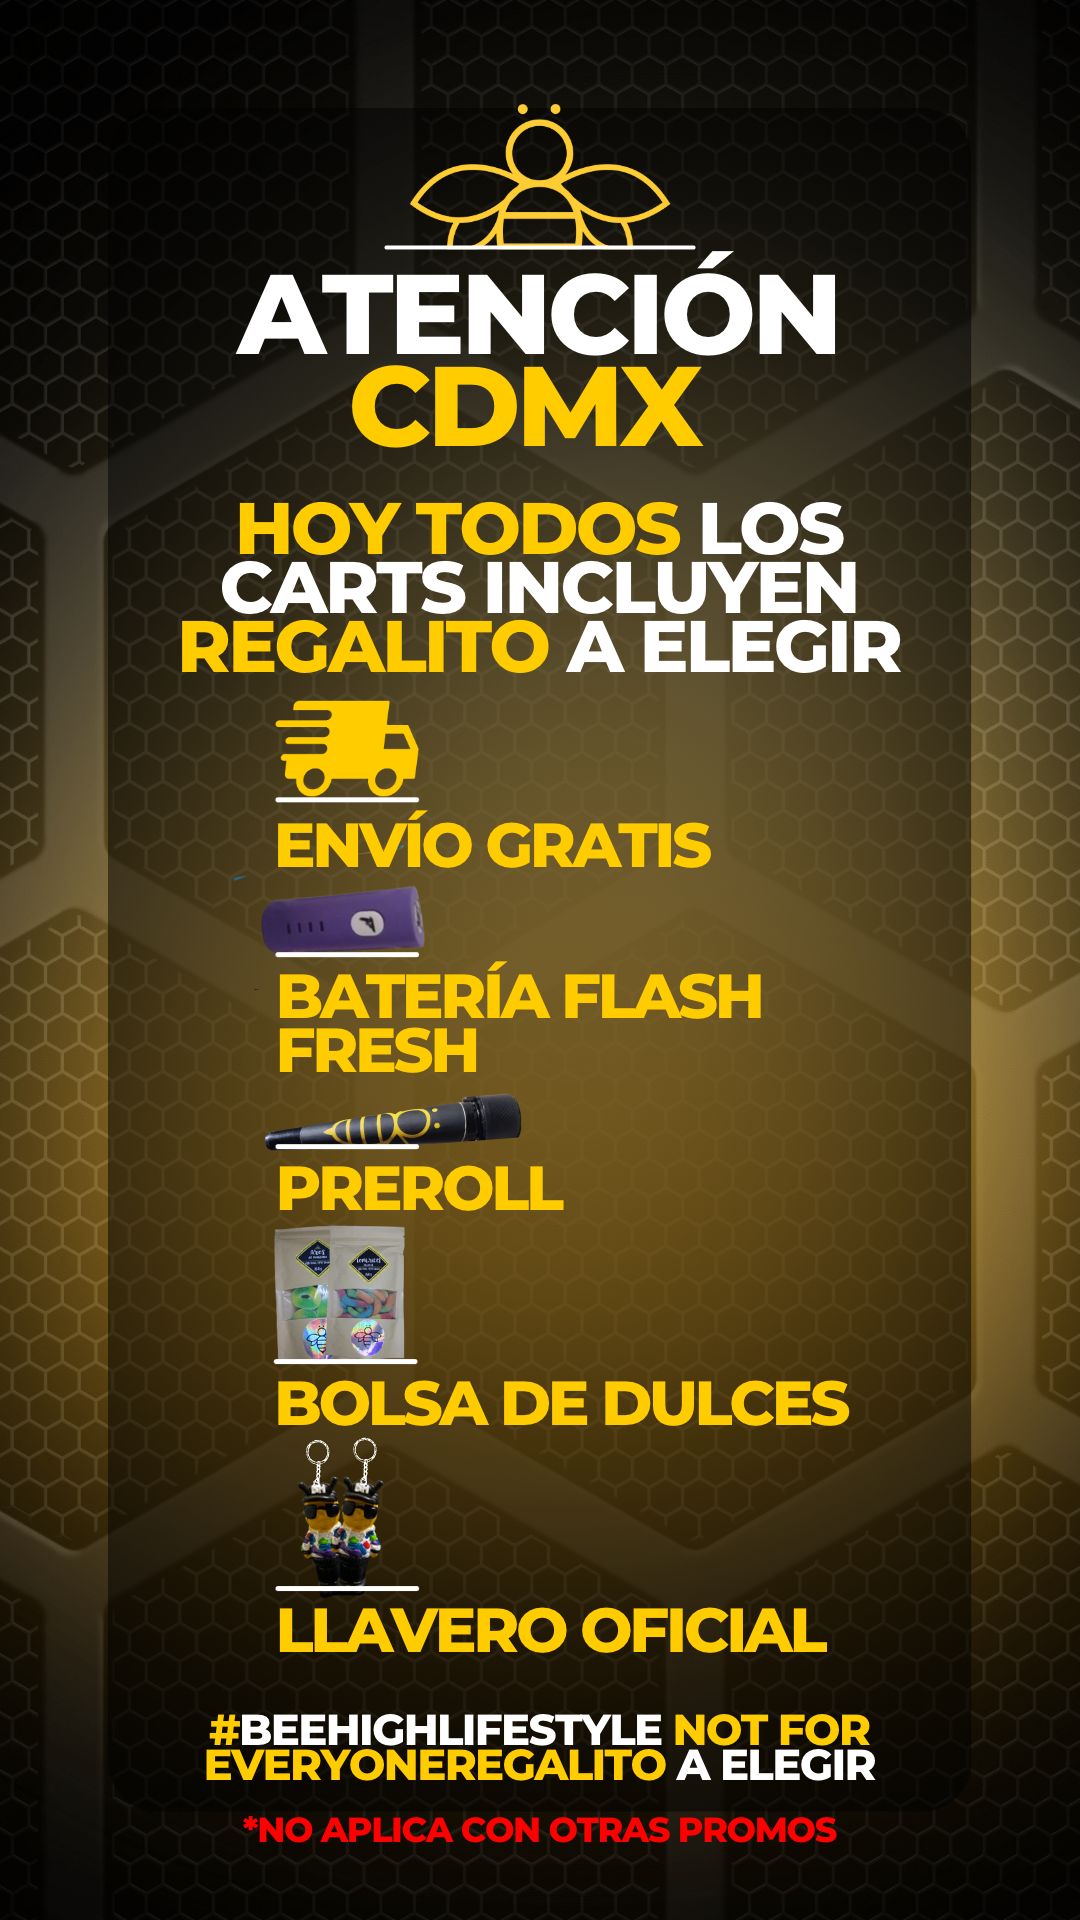 ATENCIÓN
CDMX
HOY TODOS LOS
CARTS INCLUYEN
REGALITO A ELEGIR
ENVÍO GRATIS
BATERÍA FLASH
FRESH
PREROLL
BOLSA DE DULCES
LLAVERO OFICIAL
#BEEHIGHLIFESTYLE NOT FOR
EVERYONEREGALITO A ELEGIR
*NO APLICA CON OTRAS PROMOS